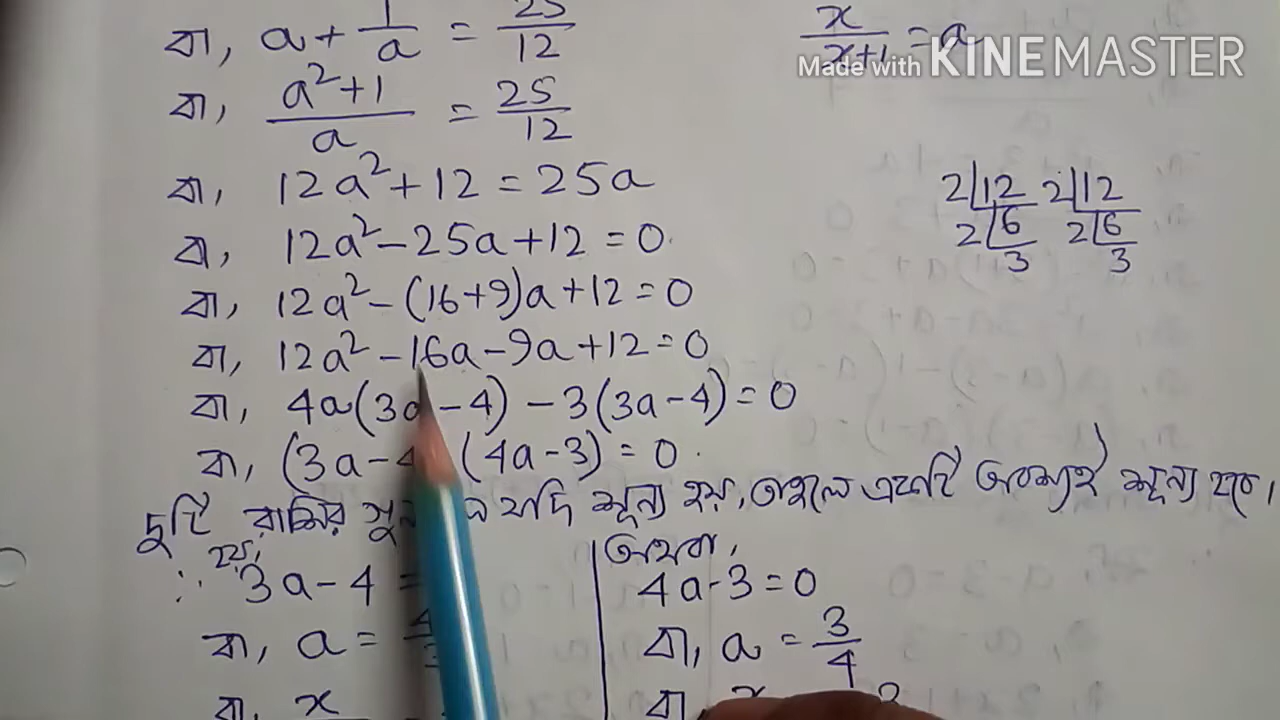 বা, a + 1/a = 25/12
x/x+1 = a
Made with KINEMASTER
বা, a²+1/a = 25/12
বা, 12a² + 12 = 25a
2|12 2|12
2|6 2|6
3 3
বা, 12a² - 25a + 12 = 0
বা, 12a² - (16+9)a + 12 = 0
বা, 12a² - 16a - 9a + 12 = 0
বা, 4a(3a - 4) - 3(3a - 4) = 0
বা, (3a - 4 (4a - 3) = 0
দুটি রাশির যদি শূন্য হয়, তাহলে একটি অবশ্যই শূন্য হবে।
হয়, অথবা,
∴ 3a - 4 = 4a - 3 = 0
বা, a = বা, a = 3/4
বা, x বা x